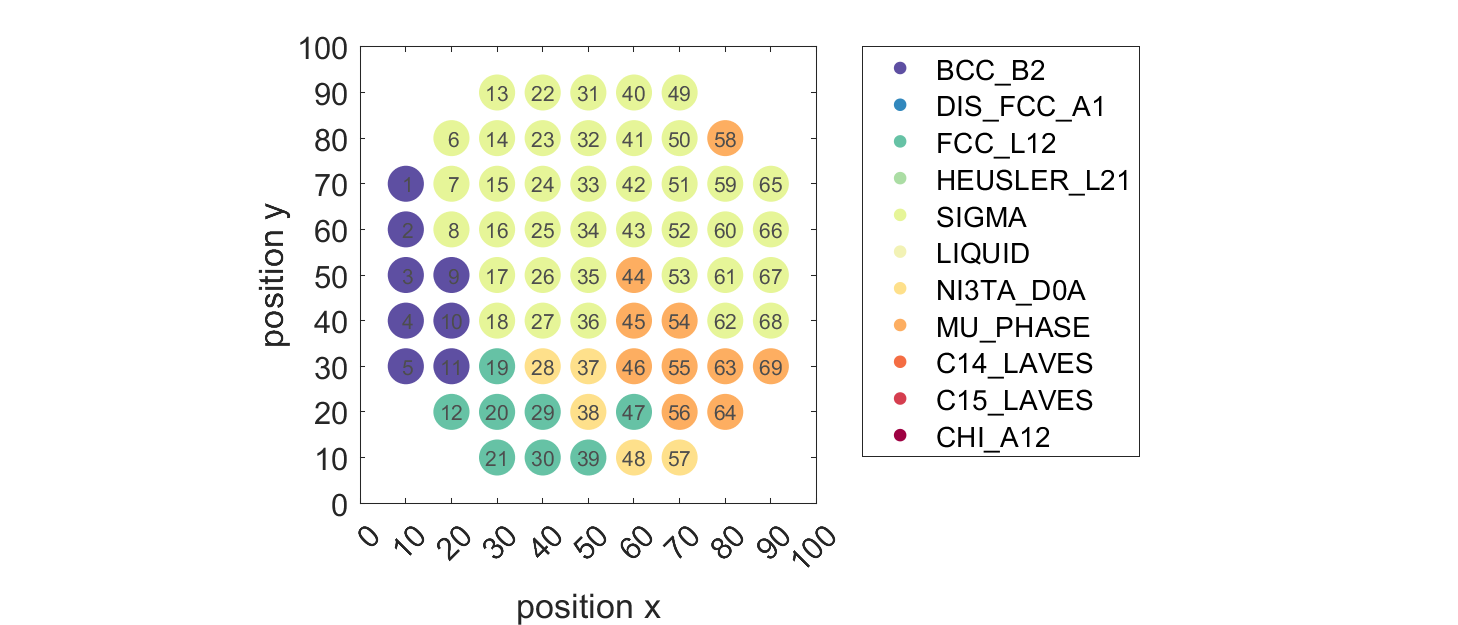 100
90
80
70
60
50
40
30
20
10
0
position y
13 22 31 40 49
6 14 23 32 41 50 58
1 7 15 24 33 42 51 59 65
2 8 16 25 34 43 52 60 66
3 9 17 26 35 44 53 61 67
4 10 18 27 36 45 54 62 68
5 11 19 28 37 46 55 63 69
12 20 29 38 47 56 64
21 30 39 48 57
0 10 20 30 40 50 60 70 80 90 100
position x
BCC_B2
DIS_FCC_A1
FCC_L12
HEUSLER_L21
SIGMA
LIQUID
NI3TA_D0A
MU_PHASE
C14_LAVES
C15_LAVES
CHI_A12